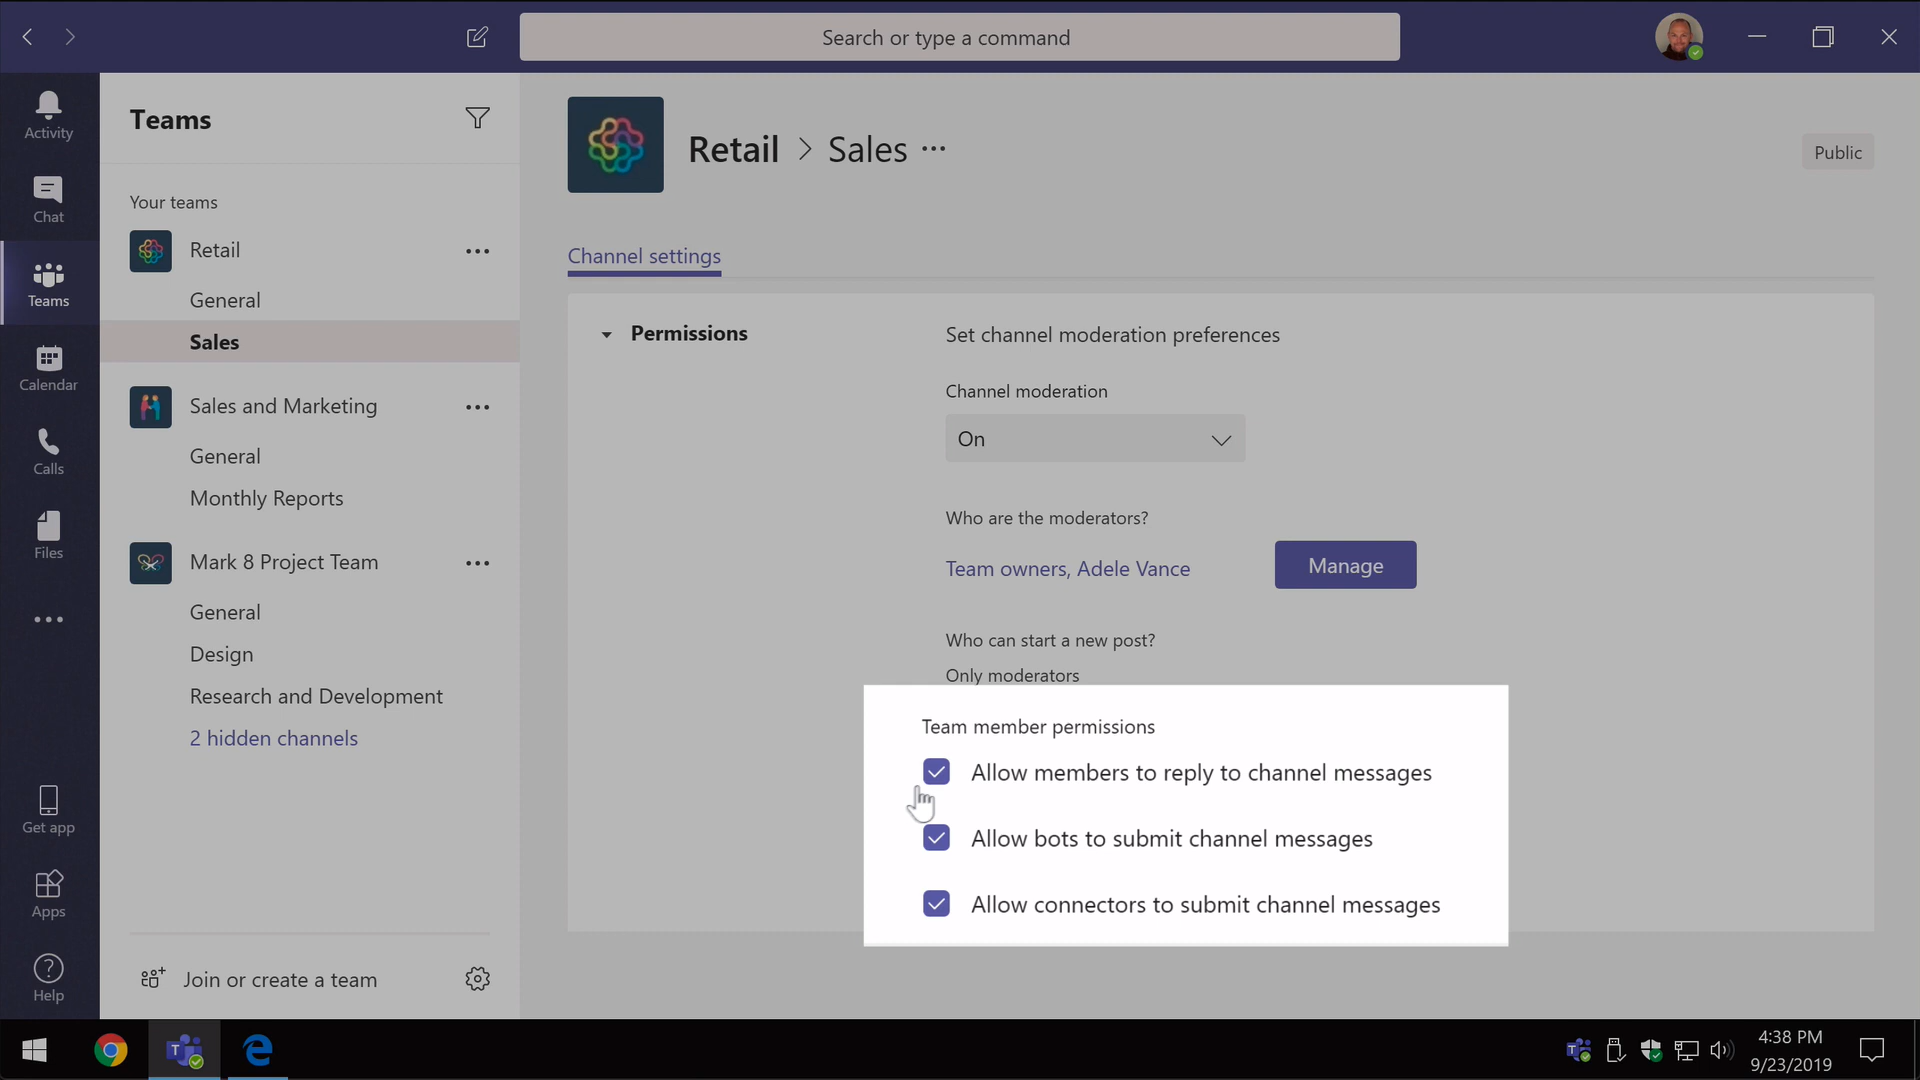 Search or type a command
Activity
Chat
Teams
Calendar
Calls
Files
Get app
Apps
Help
Teams
Your teams
Retail
General
Sales
Sales and Marketing
General
Monthly Reports
Mark 8 Project Team
General
Design
Research and Development
2 hidden channels
Join or create a team
Retail > Sales
Public
Channel settings
Permissions
Set channel moderation preferences
Channel moderation
On
Who are the moderators?
Team owners, Adele Vance
Manage
Who can start a new post?
Only moderators
Team member permissions
Allow members to reply to channel messages
Allow bots to submit channel messages
Allow connectors to submit channel messages
4:38 PM
9/23/2019